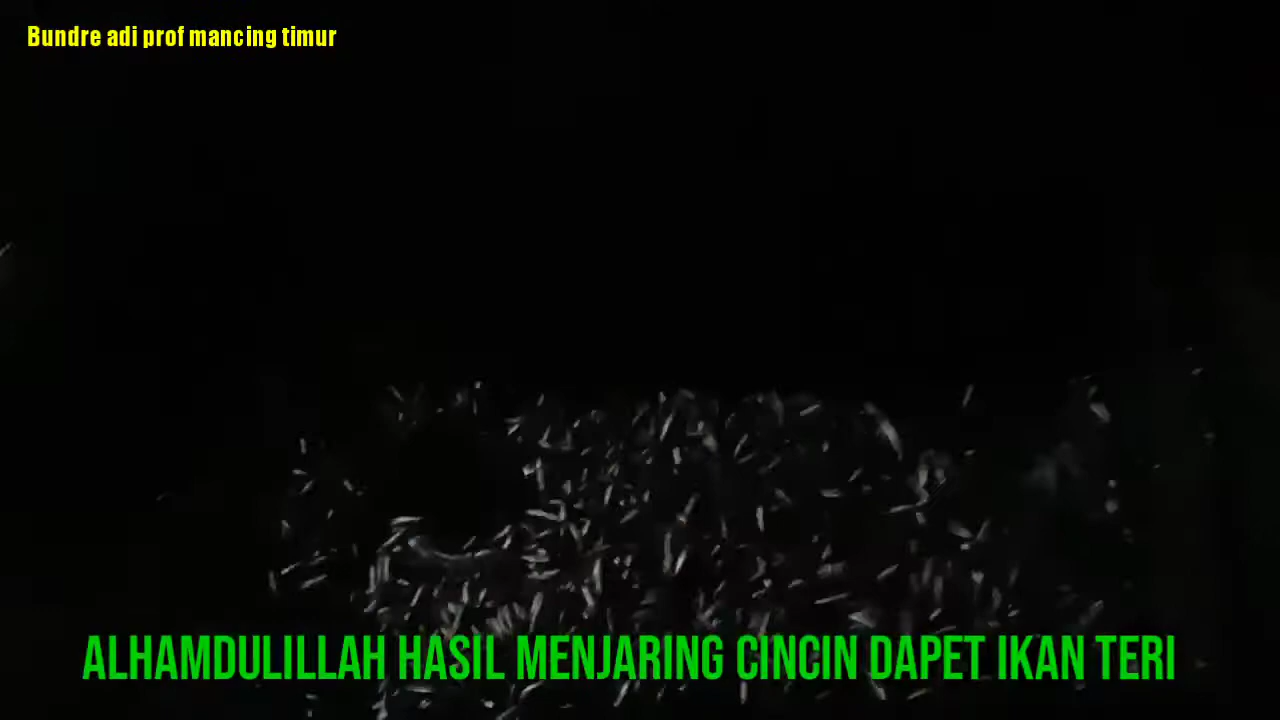 Bundre adi prof mancing timur
ALHAMDULILLAH HASIL MENJARING CINCIN DAPET IKAN TERI